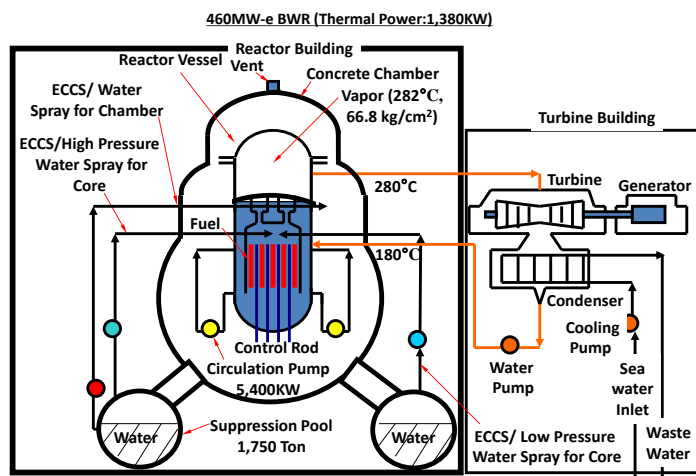 460MW-e BWR (Thermal Power:1,380KW)
Reactor Building
Vent
Reactor Vessel
Concrete Chamber
ECCS/ Water
Spray for Chamber
Vapor (282°C,
66.8 kg/cm²)
ECCS/High Pressure
Water Spray for
Core
Fuel
280°C
180°C
Turbine Building
Turbine
Generator
Condenser
Cooling
Pump
Control Rod
Circulation Pump
5,400KW
Water
Pump
Sea
water
Inlet
Waste
Water
Water
Suppression Pool
1,750 Ton
Water
ECCS/ Low Pressure
Water Spray for Core